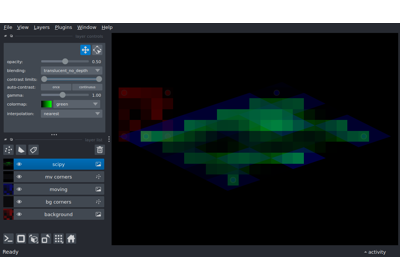 File View Layers Plugins Window Help
opacity: 0.50
blending: translucent_no_depth
contrast limits:
auto-contrast: once continuous
gamma: 1.00
colormap: green
interpolation: nearest
scipy
mv corners
moving
bg corners
background
Ready
activity